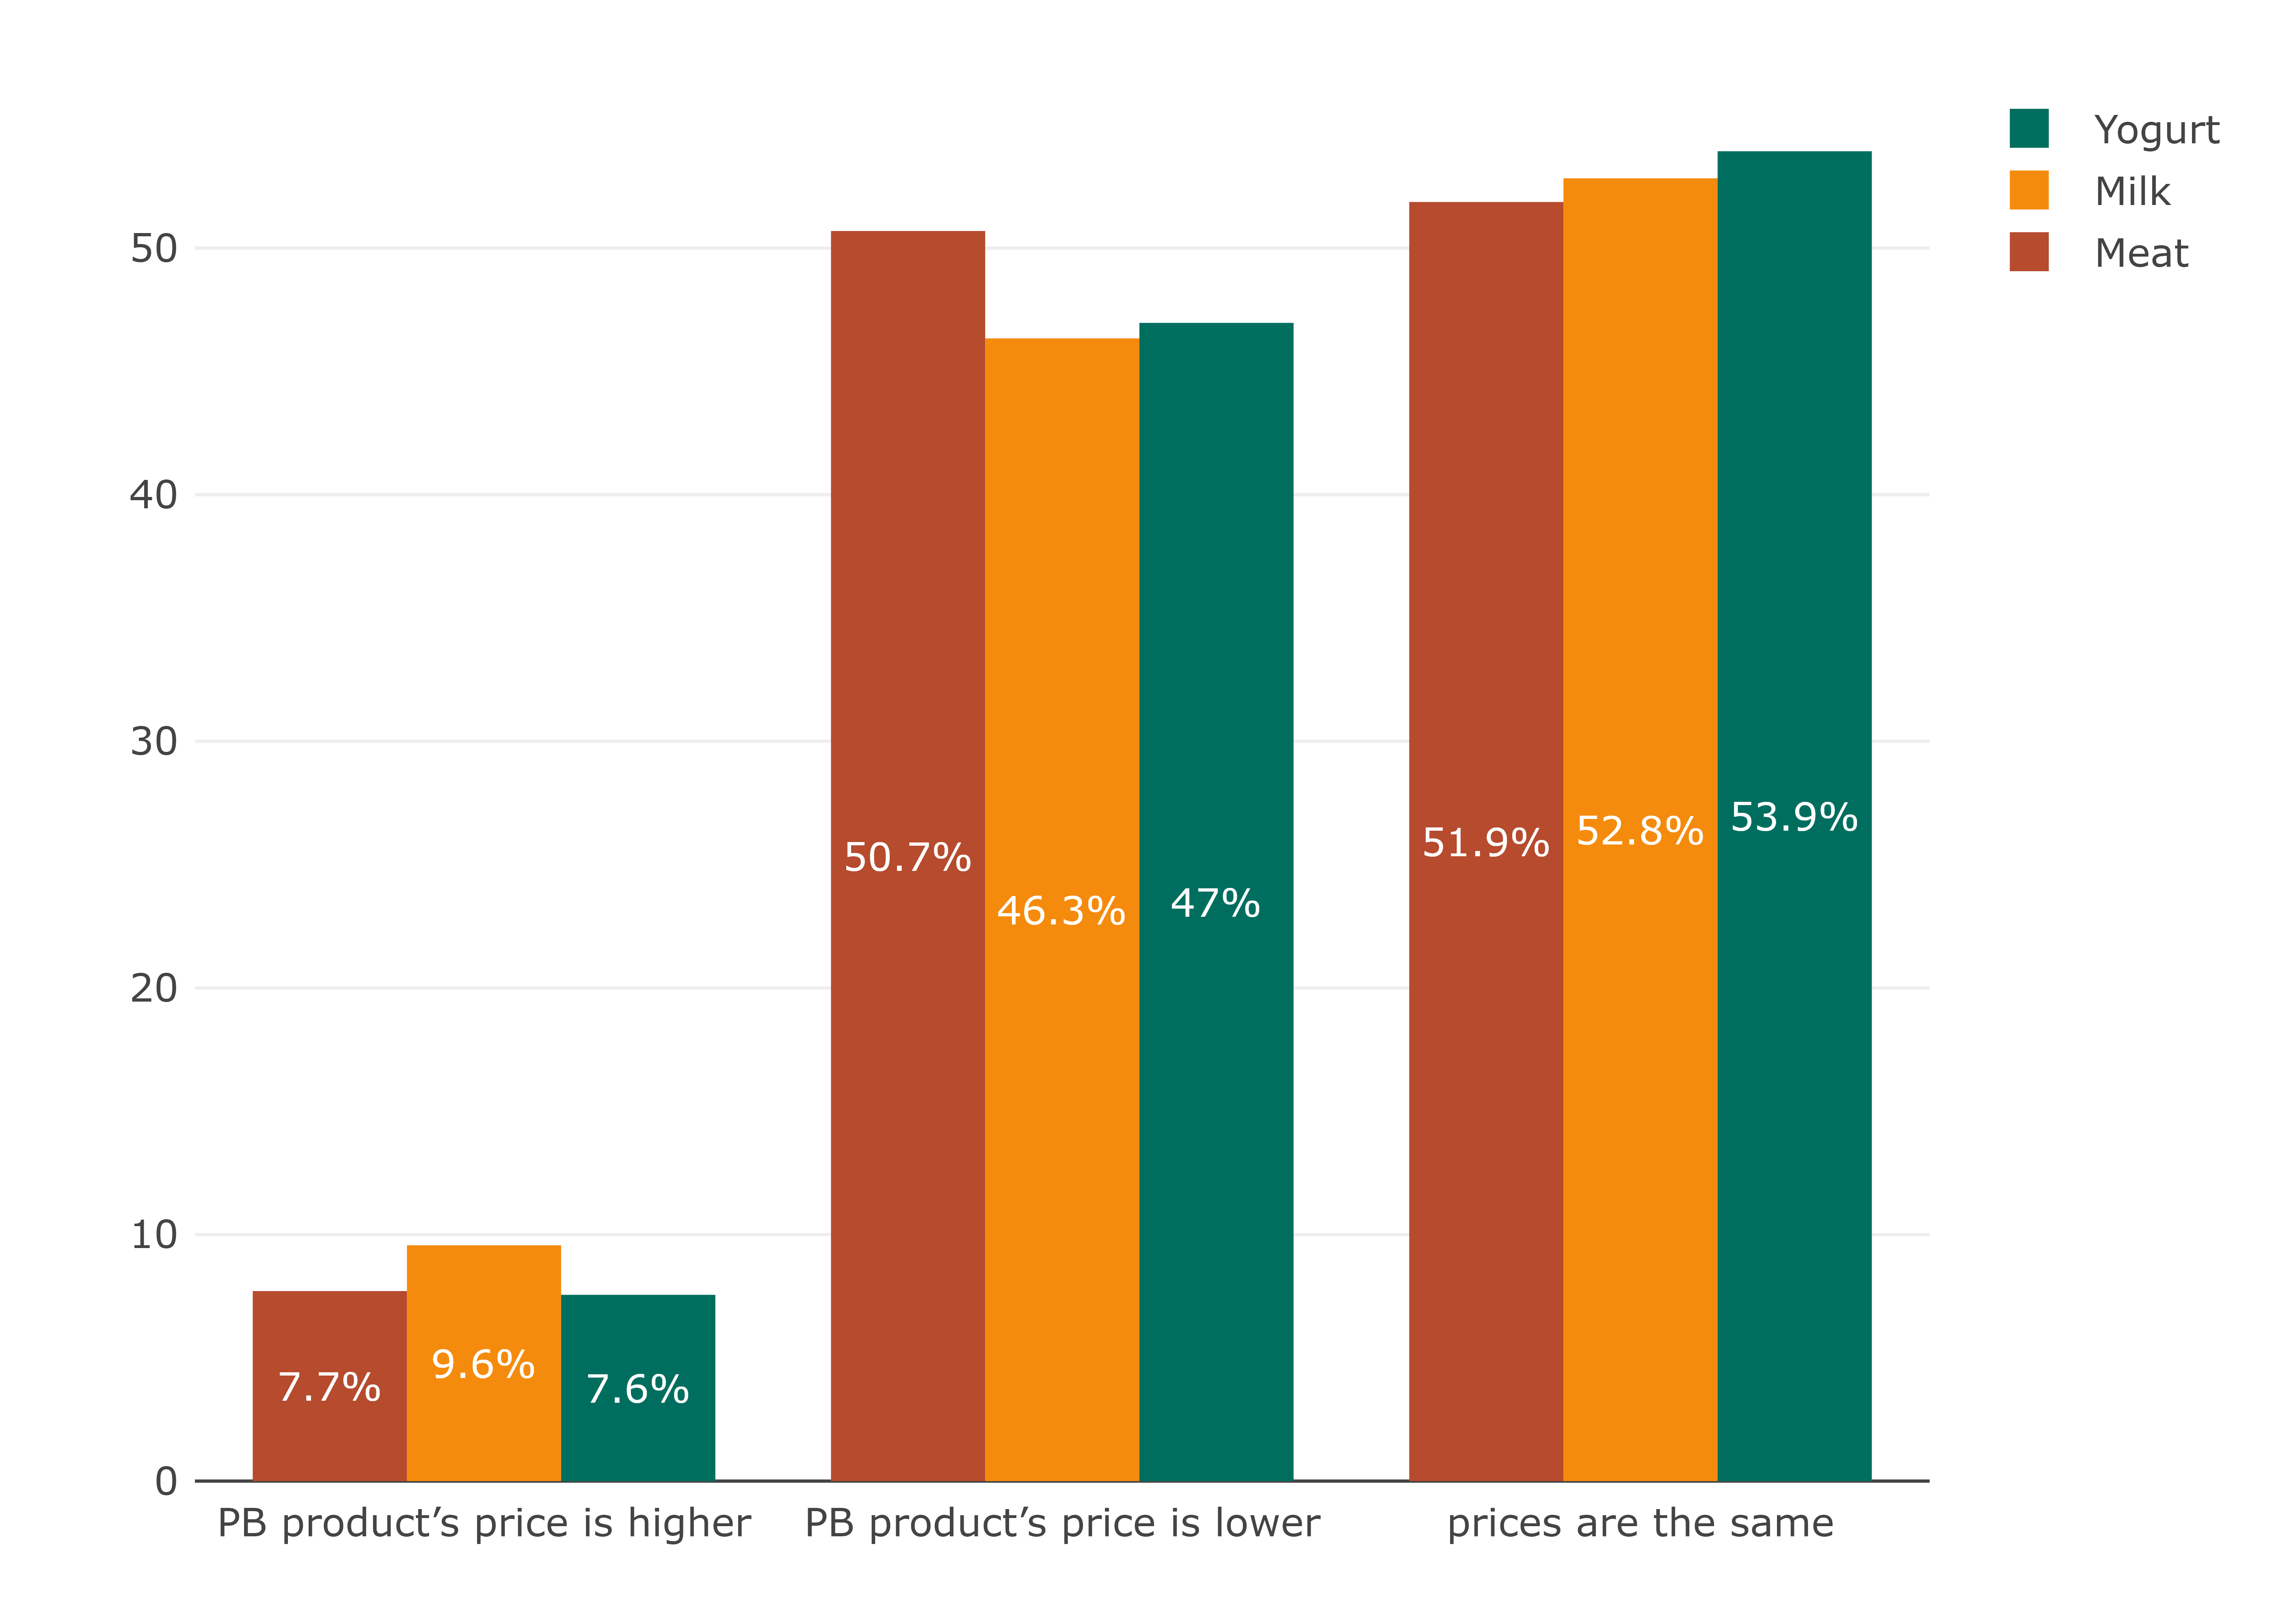 Yogurt
Milk
Meat
50
40
30
20
10
0
7.7%
9.6%
7.6%
50.7%
46.3%
47%
51.9%
52.8%
53.9%
PB product’s price is higher
PB product’s price is lower
prices are the same